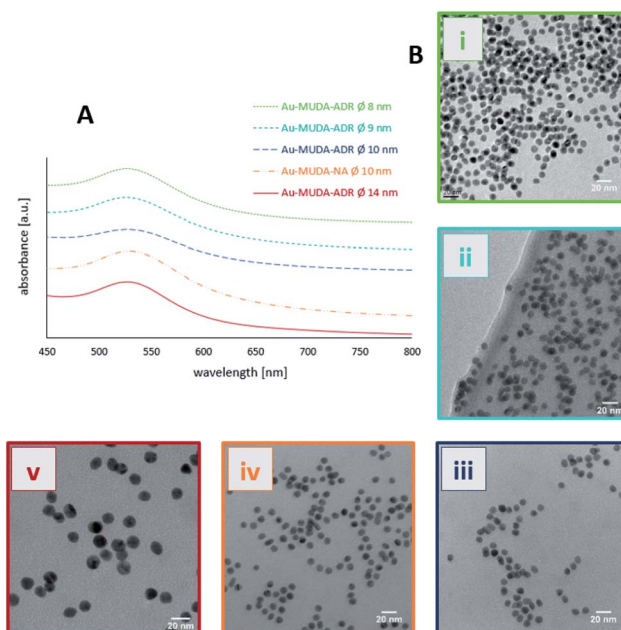 A
Au-MUDA-ADR Ø 8 nm
Au-MUDA-ADR Ø 9 nm
Au-MUDA-ADR Ø 10 nm
Au-MUDA-NA Ø 10 nm
Au-MUDA-ADR Ø 14 nm
absorbance [a.u.]
450 500 550 600 650 700 750 800
wavelength [nm]
B
i
20 nm
20 nm
ii
20 nm
v
20 nm
iv
20 nm
iii
20 nm